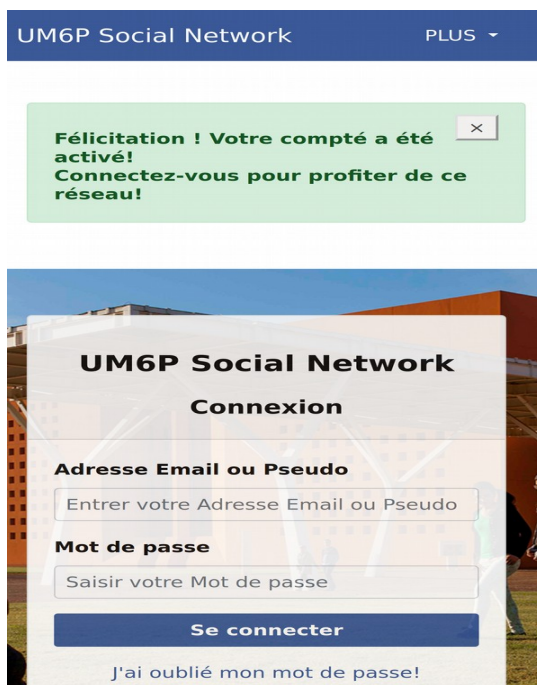 UM6P Social Network
PLUS
×
Félicitation ! Votre compté a été
activé!
Connectez-vous pour profiter de ce
réseau!
UM6P Social Network
Connexion
Adresse Email ou Pseudo
Entrer votre Adresse Email ou Pseudo
Mot de passe
Saisir votre Mot de passe
Se connecter
J'ai oublié mon mot de passe!